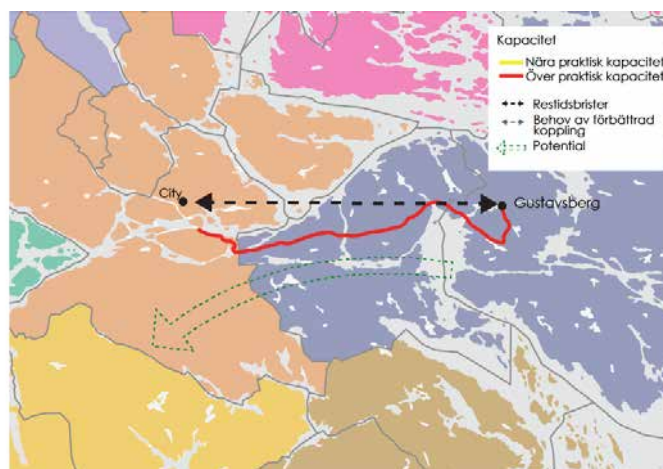 Kapacitet
Nära praktisk kapacitet
Över praktisk kapacitet
Restidsbrister
Behov av förbättrad
koppling
Potential
City
Gustavsberg